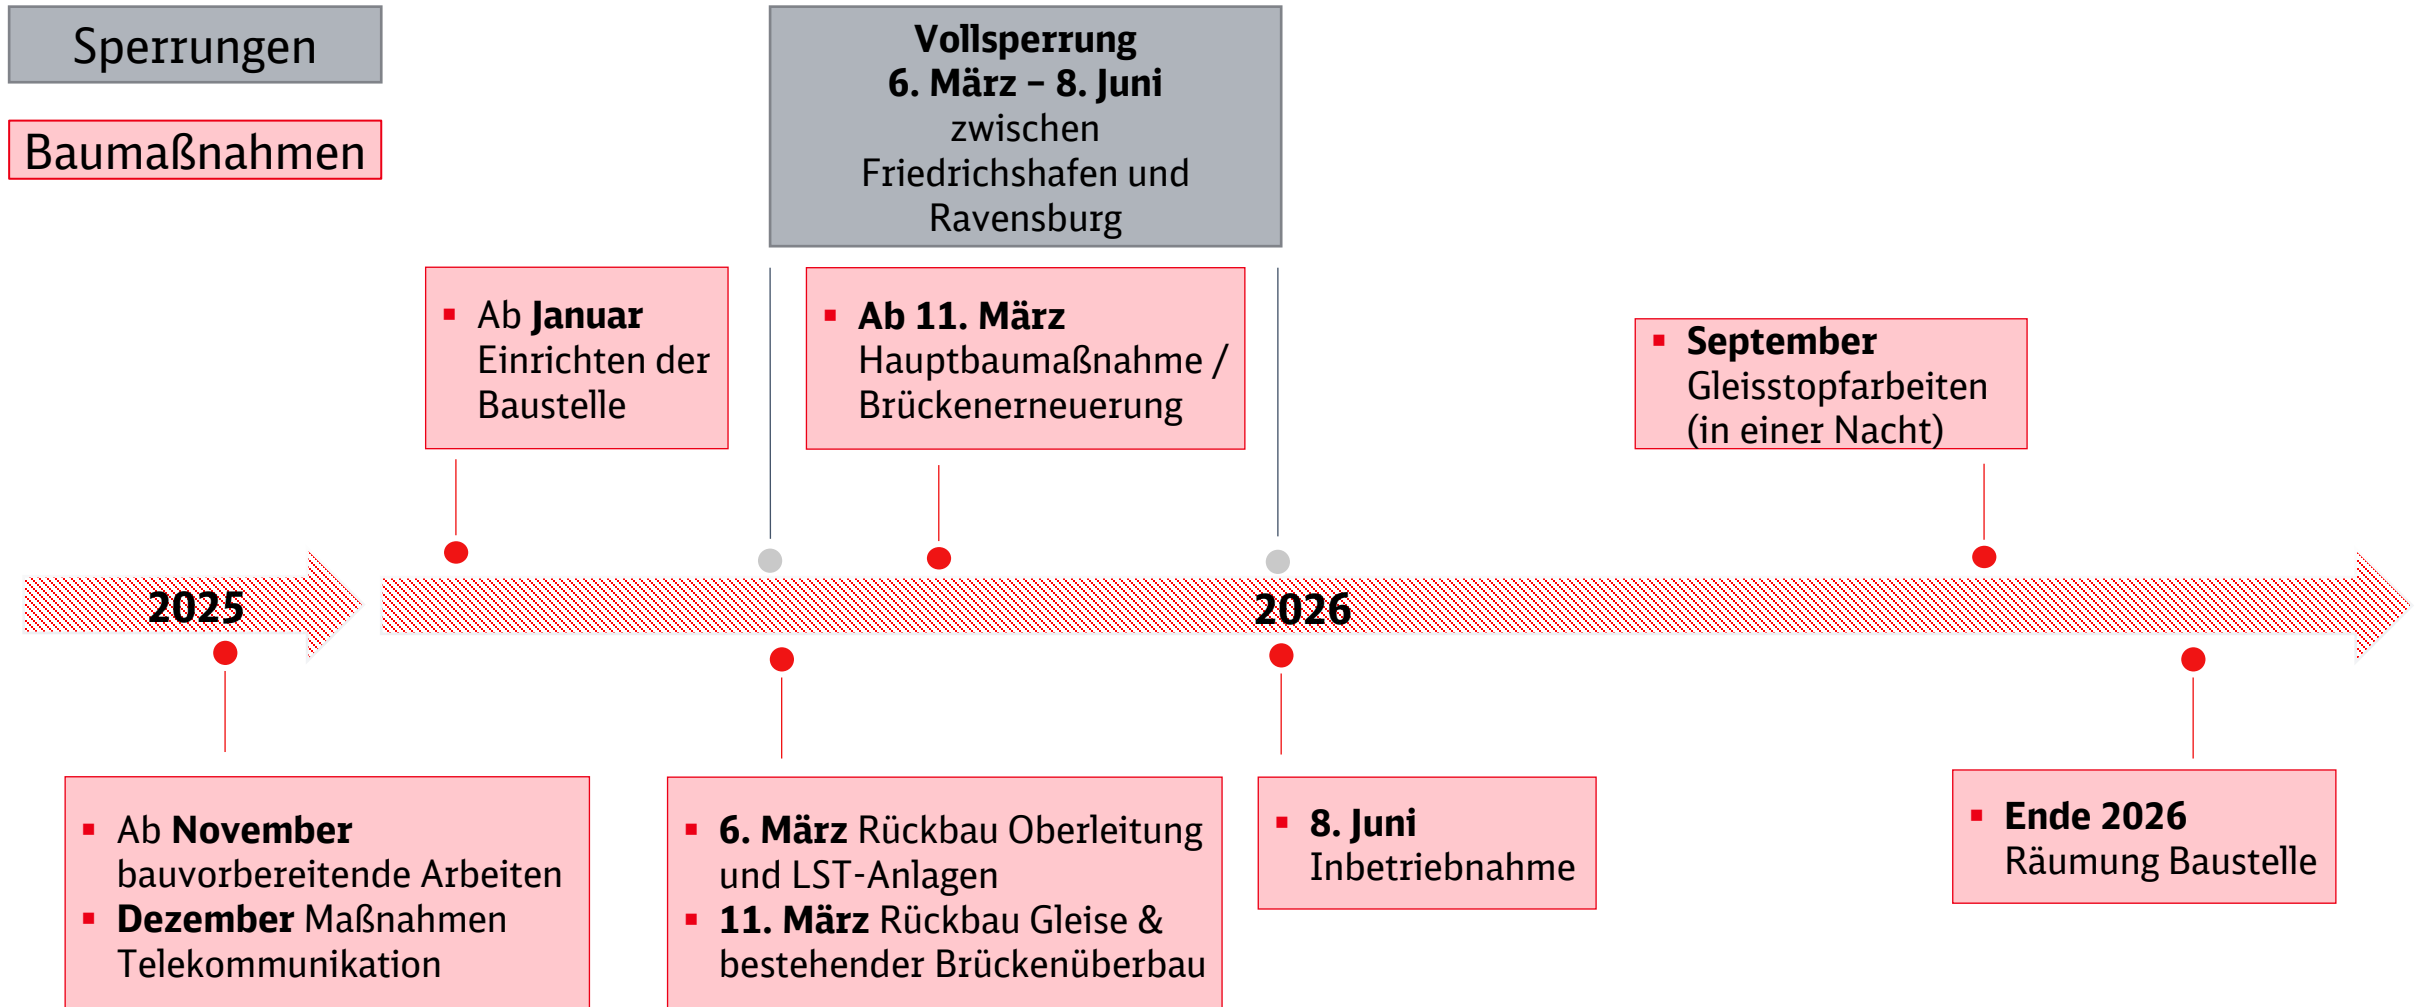 Sperrungen
Baumaßnahmen
Vollsperrung
6. März – 8. Juni
zwischen
Friedrichshafen und
Ravensburg
▪ Ab Januar
Einrichten der
Baustelle
▪ Ab 11. März
Hauptbaumaßnahme /
Brückenerneuerung
▪ September
Gleisstopfarbeiten
(in einer Nacht)
2025
2026
▪ Ab November
bauvorbereitende Arbeiten
▪ Dezember Maßnahmen
Telekommunikation
▪ 6. März Rückbau Oberleitung
und LST-Anlagen
▪ 11. März Rückbau Gleise &
bestehender Brückenüberbau
▪ 8. Juni
Inbetriebnahme
▪ Ende 2026
Räumung Baustelle